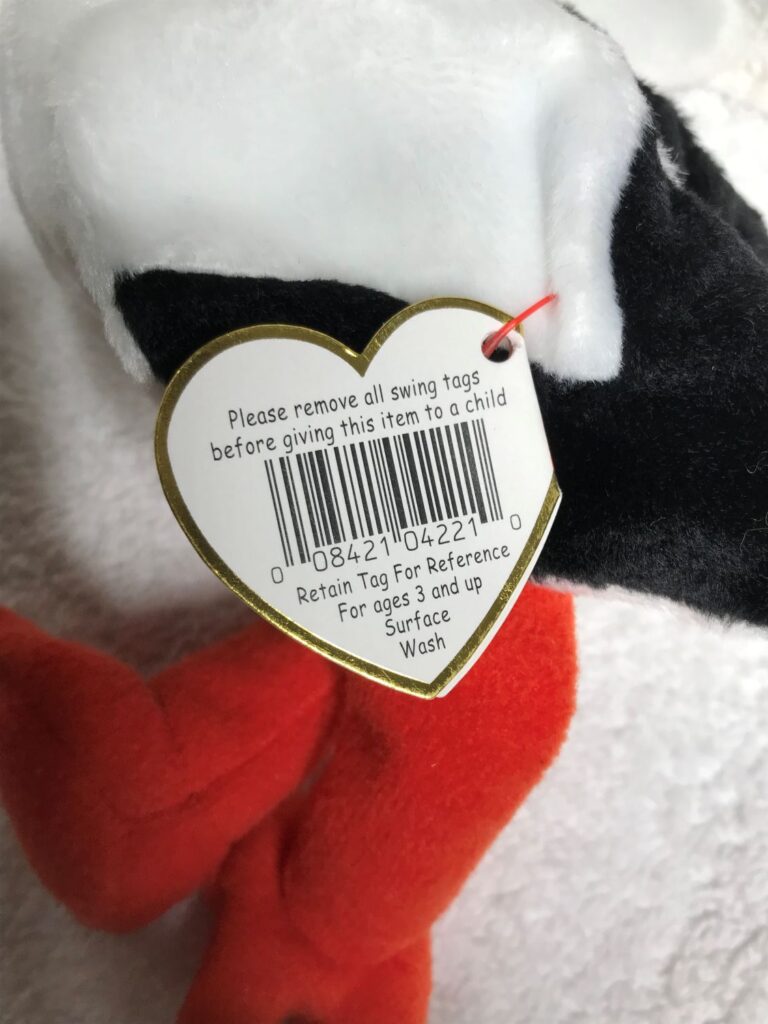 Please remove all swing tags
before giving this item to a child
0 08421 04221 0
Retain Tag For Reference
For ages 3 and up
Surface
Wash